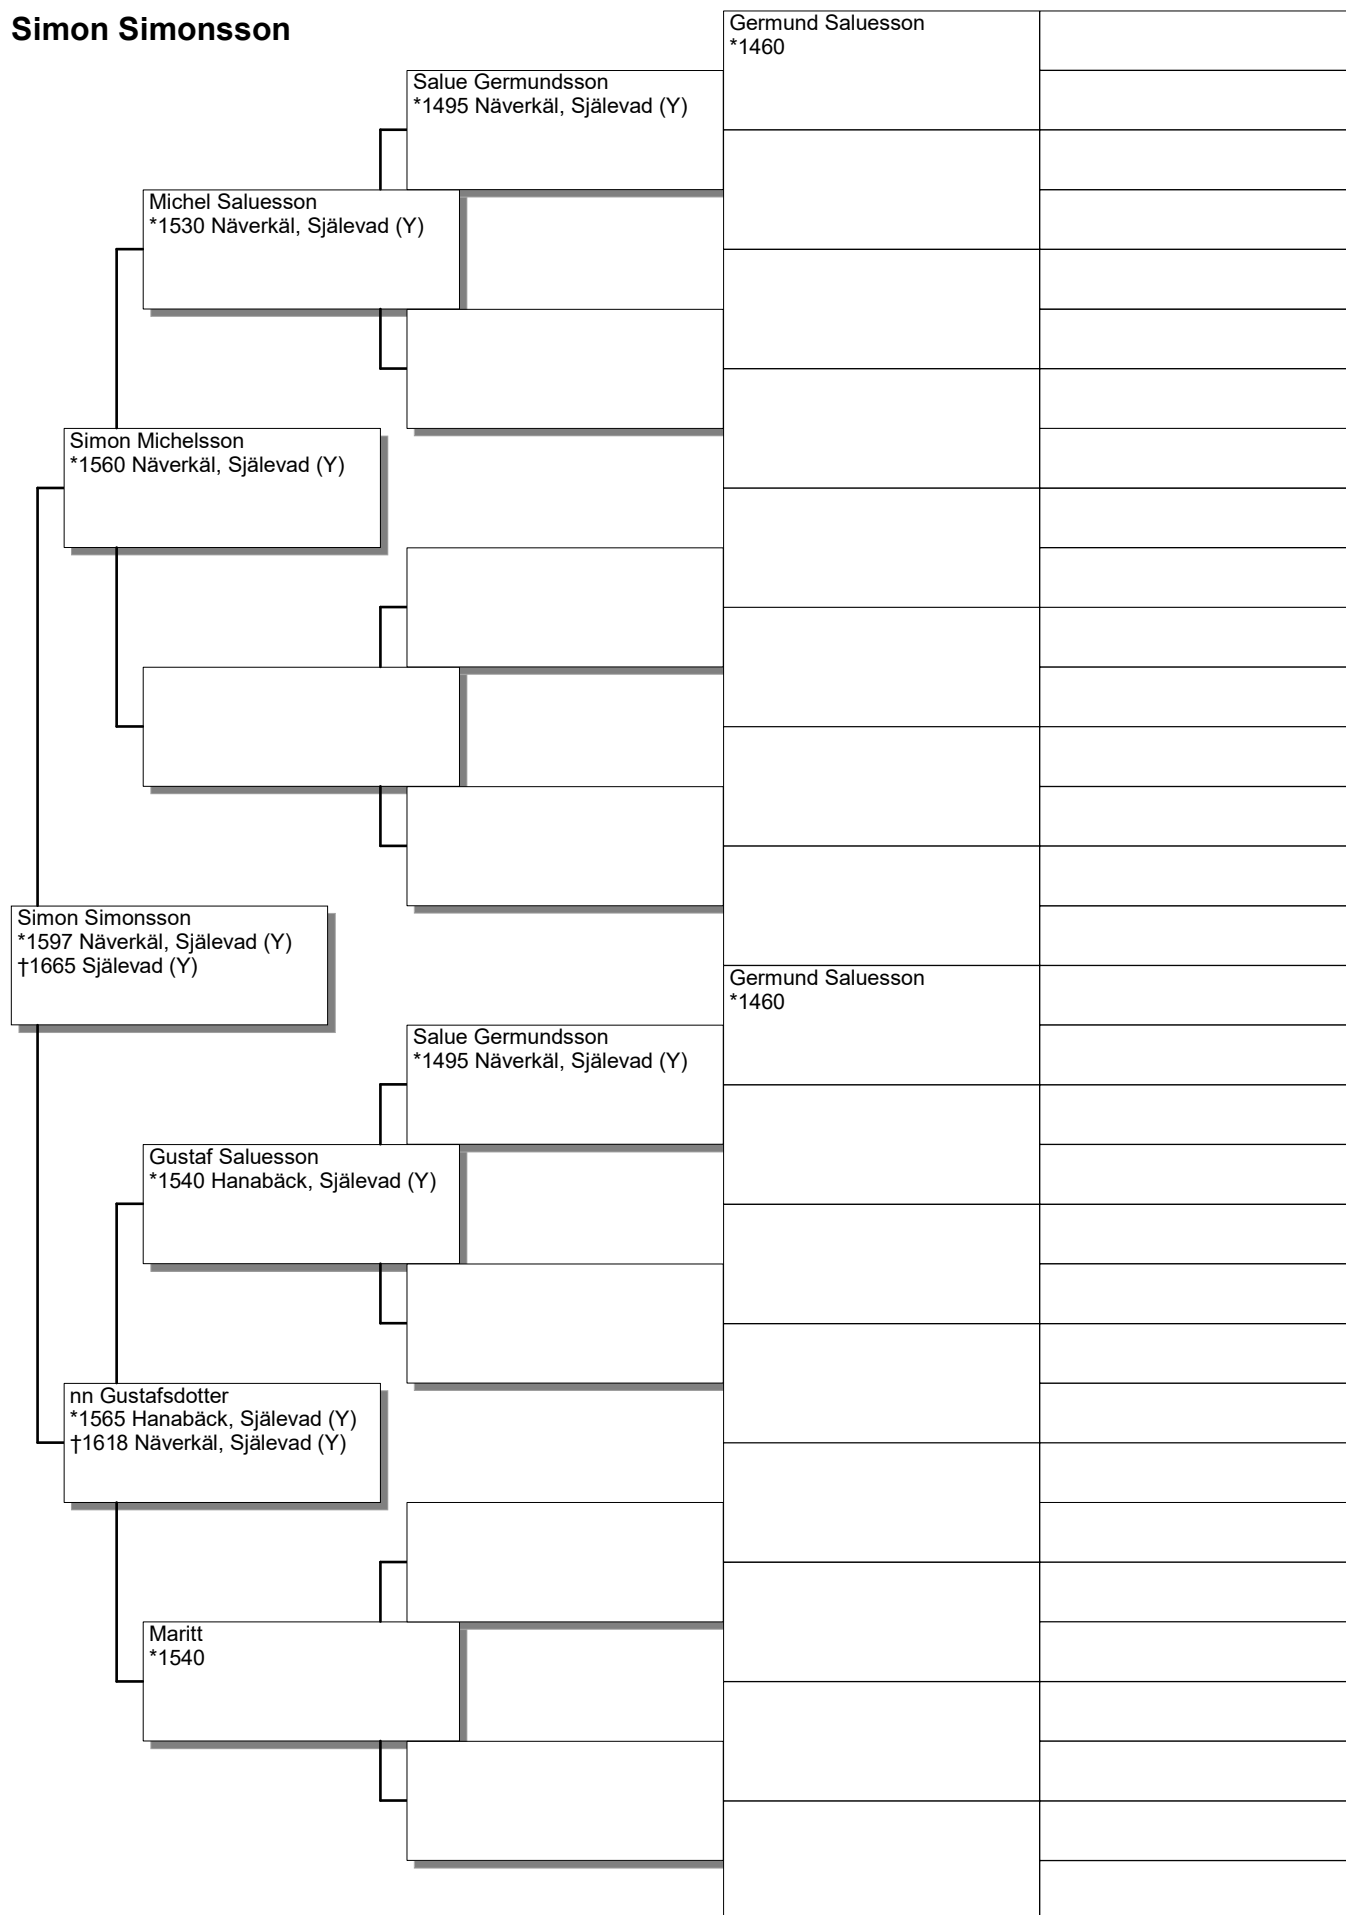 Simon Simonsson
Germund Saluesson
*1460
Salue Germundsson
*1495 Näverkäl, Själevad (Y)
Michel Saluesson
*1530 Näverkäl, Själevad (Y)
Simon Michelsson
*1560 Näverkäl, Själevad (Y)
Simon Simonsson
*1597 Näverkäl, Själevad (Y)
†1665 Själevad (Y)
Germund Saluesson
*1460
Salue Germundsson
*1495 Näverkäl, Själevad (Y)
Gustaf Saluesson
*1540 Hanabäck, Själevad (Y)
nn Gustafsdotter
*1565 Hanabäck, Själevad (Y)
†1618 Näverkäl, Själevad (Y)
Maritt
*1540